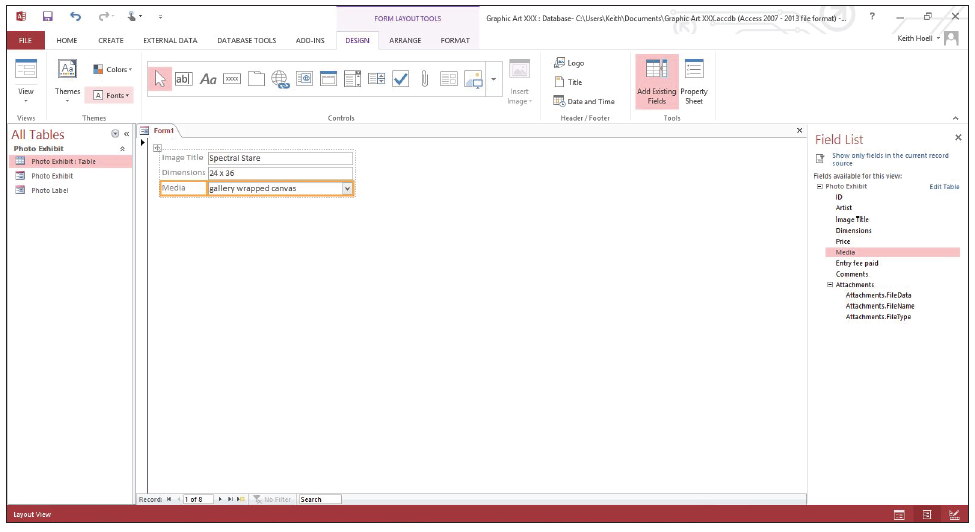 FORM LAYOUT TOOLS
Graphic Art XXX : Database- C:\Users\Keith\Documents\Graphic Art XXX.accdb (Access 2007 - 2013 file format) -...
?
FILE HOME CREATE EXTERNAL DATA DATABASE TOOLS ADD-INS DESIGN ARRANGE FORMAT
Keith Hoell
View
Themes
Colors
Fonts
ab|
Aa
XXXX
Insert
Image
Logo
Title
Date and Time
Add Existing
Fields
Property
Sheet
Views
Themes
Controls
Header / Footer
Tools
All Tables
Photo Exhibit
Photo Exhibit : Table
Photo Exhibit
Photo Label
Form1
Image Title Spectral Stare
Dimensions 24 x 36
Media gallery wrapped canvas
Field List
Show only fields in the current record
source
Fields available for this view:
Photo Exhibit Edit Table
ID
Artist
Image Title
Dimensions
Price
Media
Entry fee paid
Comments
Attachments
Attachments.FileData
Attachments.FileName
Attachments.FileType
Record: 1 of 8 No Filter Search
Layout View